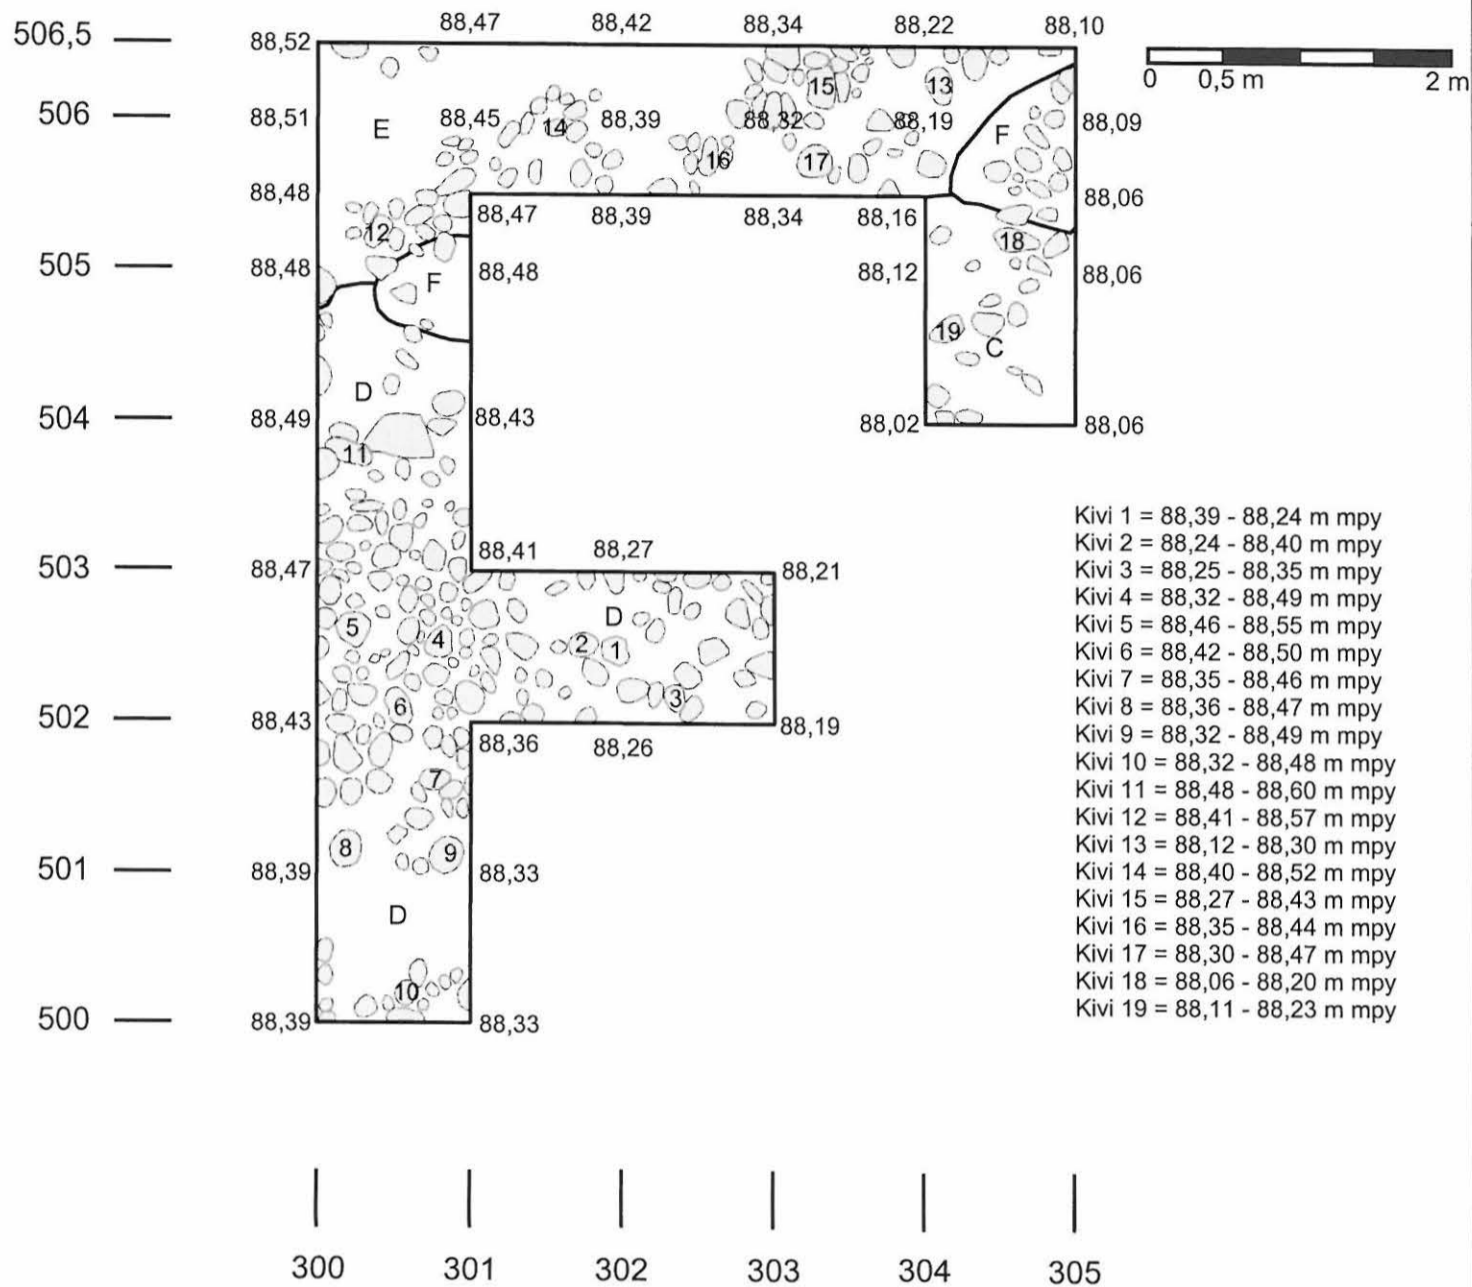 88,47 88,42 88,34 88,22 88,10
506,5 88,52
0 0,5 m 2 m
15 13
506 88,51 E 88,45 14 88,39 88,32 88,19 F 88,09
16 17
88,48 88,47 88,39 88,34 88,16 88,06
12 18
505 88,48 F 88,48 88,12 88,06
19 C
D
504 88,49 88,43 88,02 88,06
11
Kivi 1 = 88,39 - 88,24 m mpy
Kivi 2 = 88,24 - 88,40 m mpy
Kivi 3 = 88,25 - 88,35 m mpy
Kivi 4 = 88,32 - 88,49 m mpy
Kivi 5 = 88,46 - 88,55 m mpy
Kivi 6 = 88,42 - 88,50 m mpy
Kivi 7 = 88,35 - 88,46 m mpy
Kivi 8 = 88,36 - 88,47 m mpy
Kivi 9 = 88,32 - 88,49 m mpy
Kivi 10 = 88,32 - 88,48 m mpy
Kivi 11 = 88,48 - 88,60 m mpy
Kivi 12 = 88,41 - 88,57 m mpy
Kivi 13 = 88,12 - 88,30 m mpy
Kivi 14 = 88,40 - 88,52 m mpy
Kivi 15 = 88,27 - 88,43 m mpy
Kivi 16 = 88,35 - 88,44 m mpy
Kivi 17 = 88,30 - 88,47 m mpy
Kivi 18 = 88,06 - 88,20 m mpy
Kivi 19 = 88,11 - 88,23 m mpy
88,41 88,27
503 88,47 88,21
D
5 4 2 1
6 3
502 88,43 88,19
88,36 88,26
7
8 9
501 88,39 88,33
D
10
500 88,39 88,33
300 301 302 303 304 305